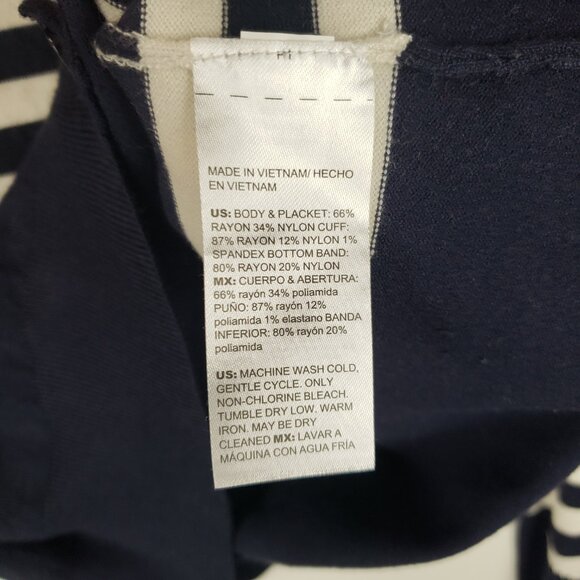 MADE IN VIETNAM/ HECHO
EN VIETNAM
US: BODY & PLACKET: 66%
RAYON 34% NYLON CUFF:
87% RAYON 12% NYLON 1%
SPANDEX BOTTOM BAND:
80% RAYON 20% NYLON
MX: CUERPO & ABERTURA:
66% rayón 34% poliamida
PUÑO: 87% rayón 12%
poliamida 1% elastano BANDA
INFERIOR: 80% rayón 20%
poliamida
US: MACHINE WASH COLD,
GENTLE CYCLE. ONLY
NON-CHLORINE BLEACH.
TUMBLE DRY LOW. WARM
IRON. MAY BE DRY
CLEANED MX: LAVAR A
MÁQUINA CON AGUA FRÍA